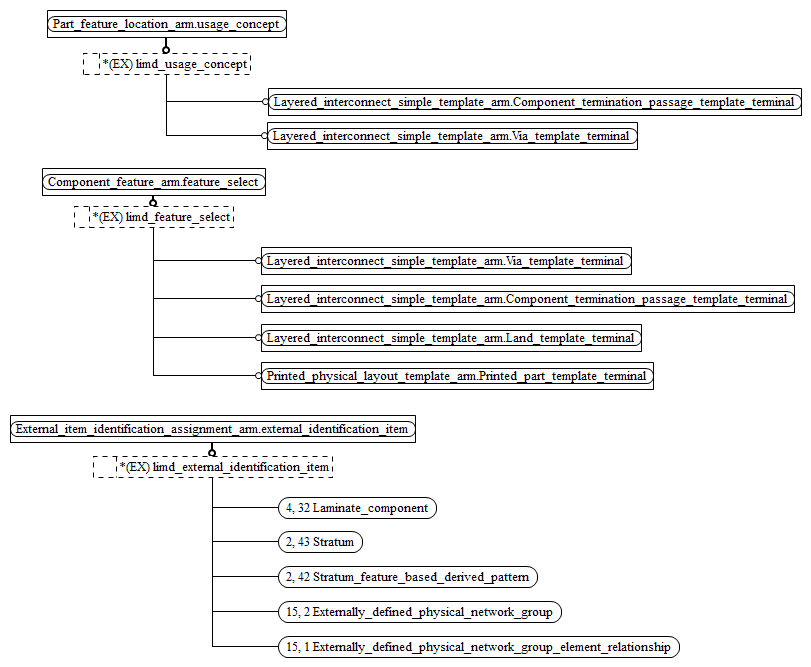 Part_feature_location_arm.usage_concept
*(EX) limd_usage_concept
Layered_interconnect_simple_template_arm.Component_termination_passage_template_terminal
Layered_interconnect_simple_template_arm.Via_template_terminal
Component_feature_arm.feature_select
*(EX) limd_feature_select
Layered_interconnect_simple_template_arm.Via_template_terminal
Layered_interconnect_simple_template_arm.Component_termination_passage_template_terminal
Layered_interconnect_simple_template_arm.Land_template_terminal
Printed_physical_layout_template_arm.Printed_part_template_terminal
External_item_identification_assignment_arm.external_identification_item
*(EX) limd_external_identification_item
4, 32 Laminate_component
2, 43 Stratum
2, 42 Stratum_feature_based_derived_pattern
15, 2 Externally_defined_physical_network_group
15, 1 Externally_defined_physical_network_group_element_relationship